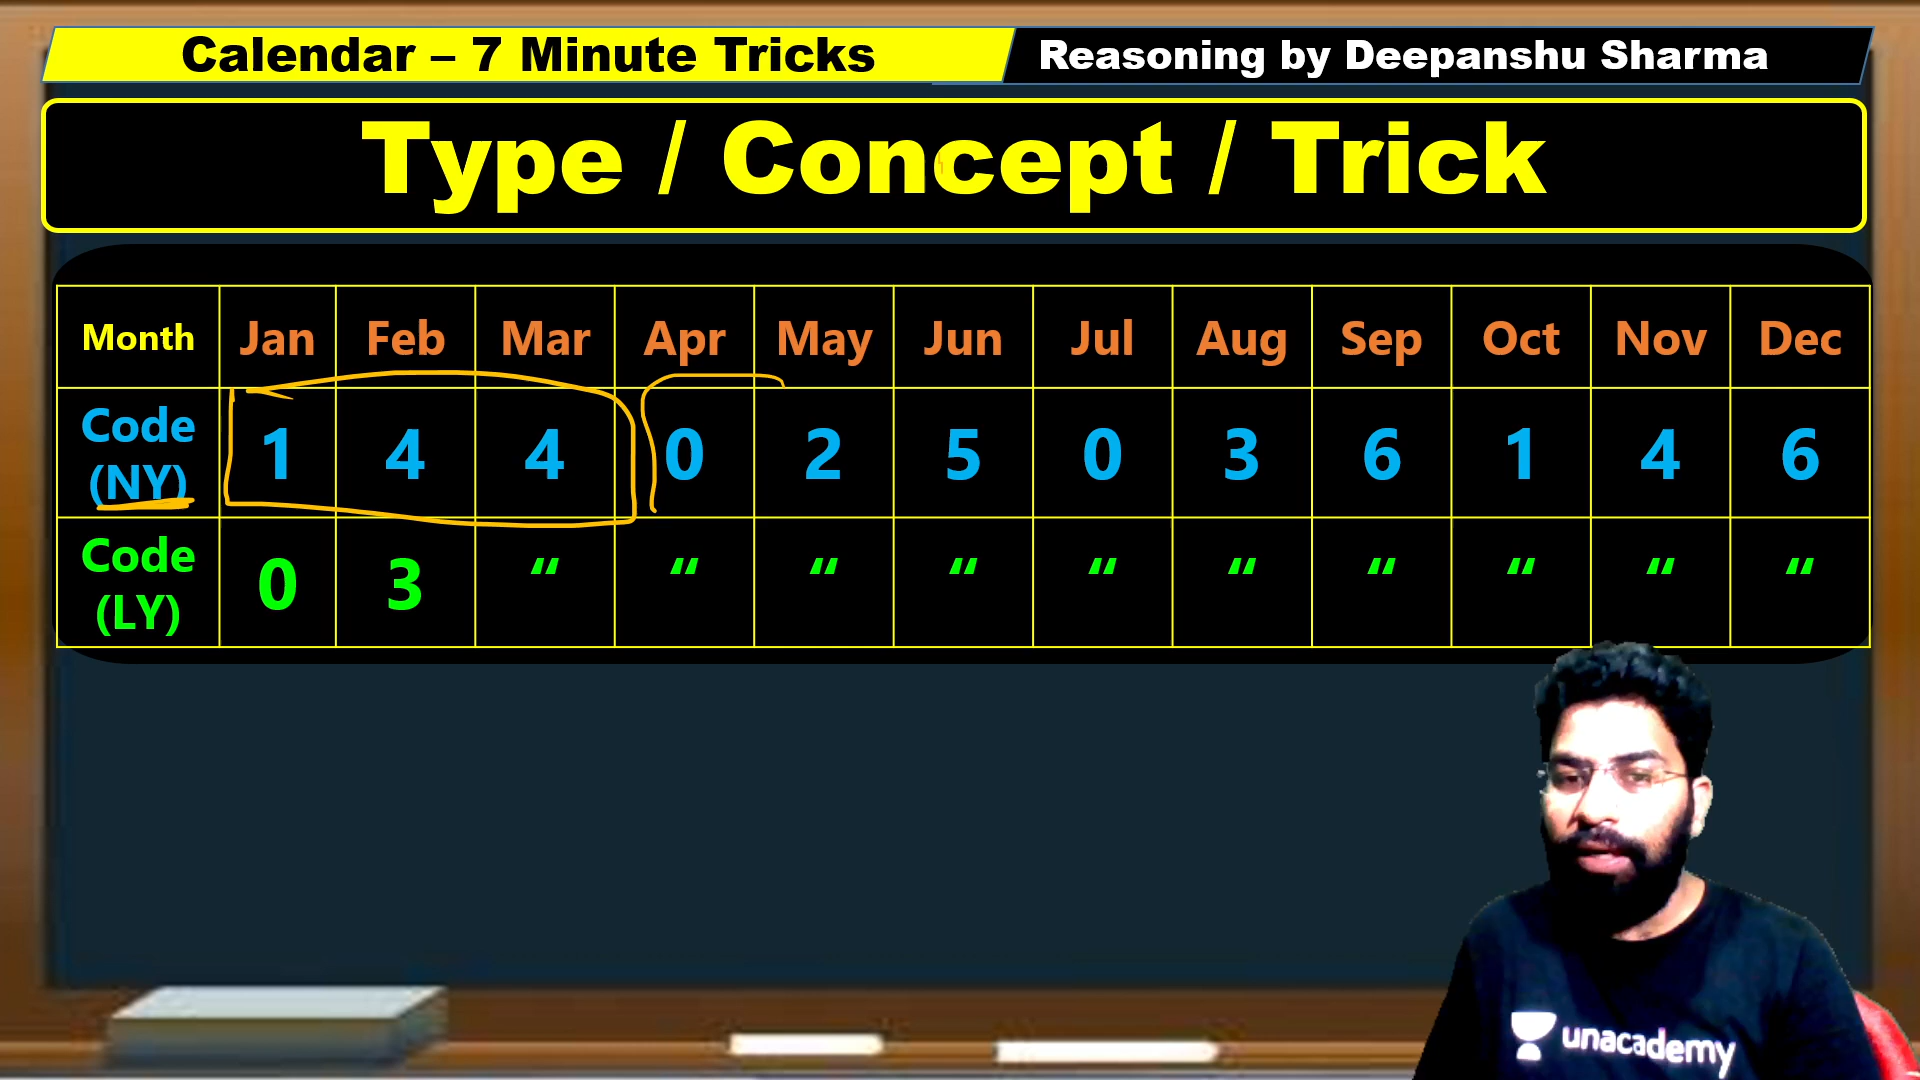 Calendar – 7 Minute Tricks
Reasoning by Deepanshu Sharma
Type / Concept / Trick
Month Jan Feb Mar Apr May Jun Jul Aug Sep Oct Nov Dec
Code (NY) 1 4 4 0 2 5 0 3 6 1 4 6
Code (LY) 0 3 “ “ “ “ “ “ “ “ “ “
unacademy